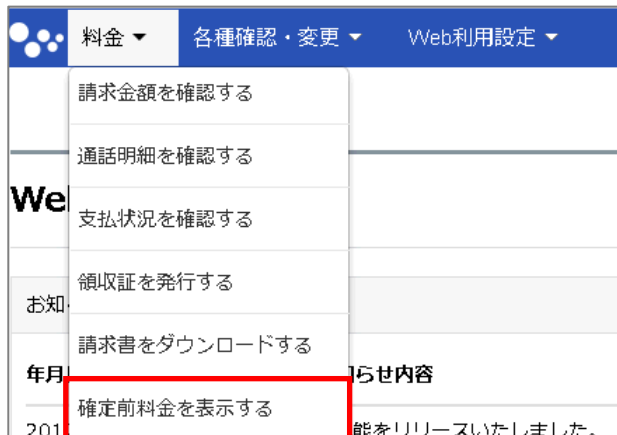 料金 ▼ 各種確認・変更 ▼ Web利用設定 ▼
請求金額を確認する
通話明細を確認する
We
支払状況を確認する
領収証を発行する
お知
請求書をダウンロードする
年月 らせ内容
確定前料金を表示する
201 能をリリースいたしました。